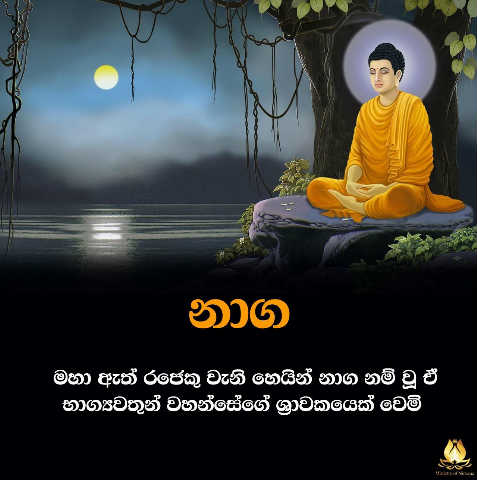 නාග
මහා ඇත් රජෙකු වැනි හෙයින් නාග නම් වූ ඒ
භාග්‍යවතුන් වහන්සේගේ ශ්‍රාවකයෙක් වෙමි